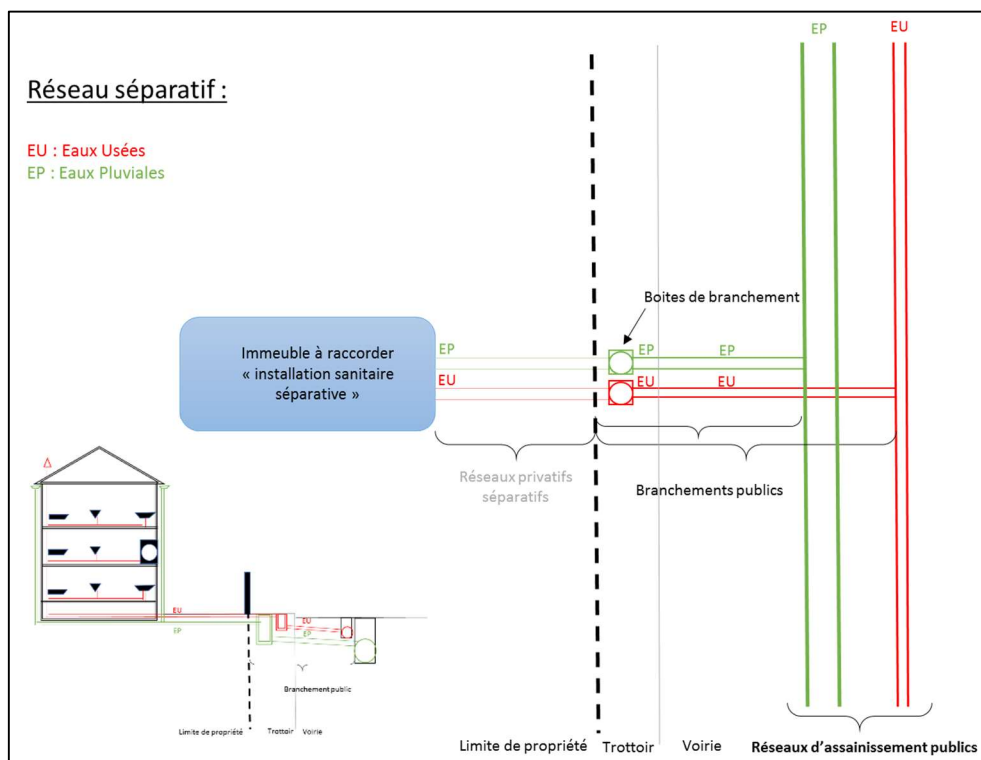 EP EU
Réseau séparatif :
EU : Eaux Usées
EP : Eaux Pluviales
Boites de branchement
Immeuble à raccorder
« installation sanitaire
séparative »
EP EP EP
EU EU EU
Réseaux privatifs
séparatifs
Branchements publics
EU
EP
EU
EP
Branchement public
Limite de propriété Trottoir Voirie
Limite de propriété Trottoir Voirie Réseaux d'assainissement publics